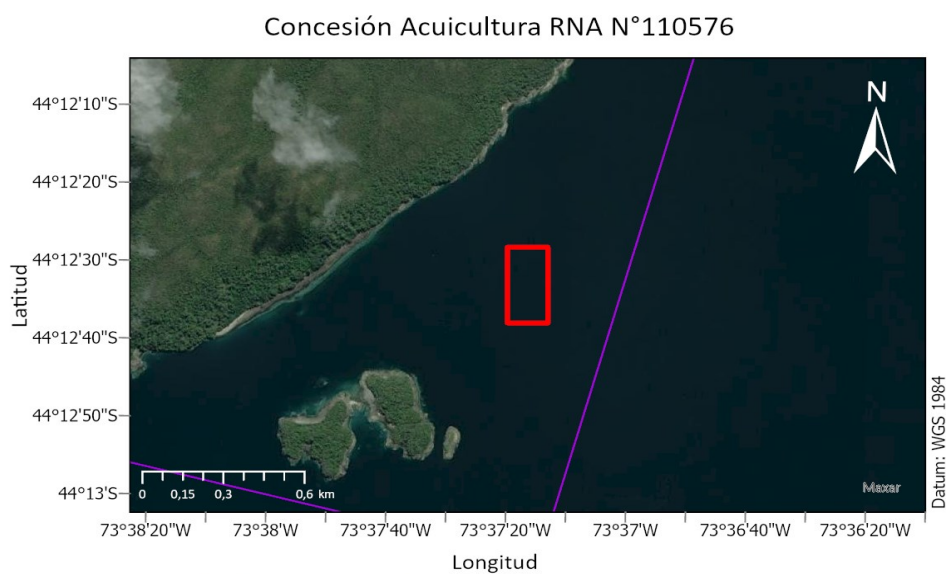 Concesión Acuicultura RNA N°110576
N
44°12'10"S
44°12'20"S
44°12'30"S
44°12'40"S
44°12'50"S
44°13'S
Latitud
0 0,15 0,3 0,6 km
Maxar
Datum: WGS 1984
73°38'20"W 73°38'W 73°37'40"W 73°37'20"W 73°37'W 73°36'40"W 73°36'20"W
Longitud